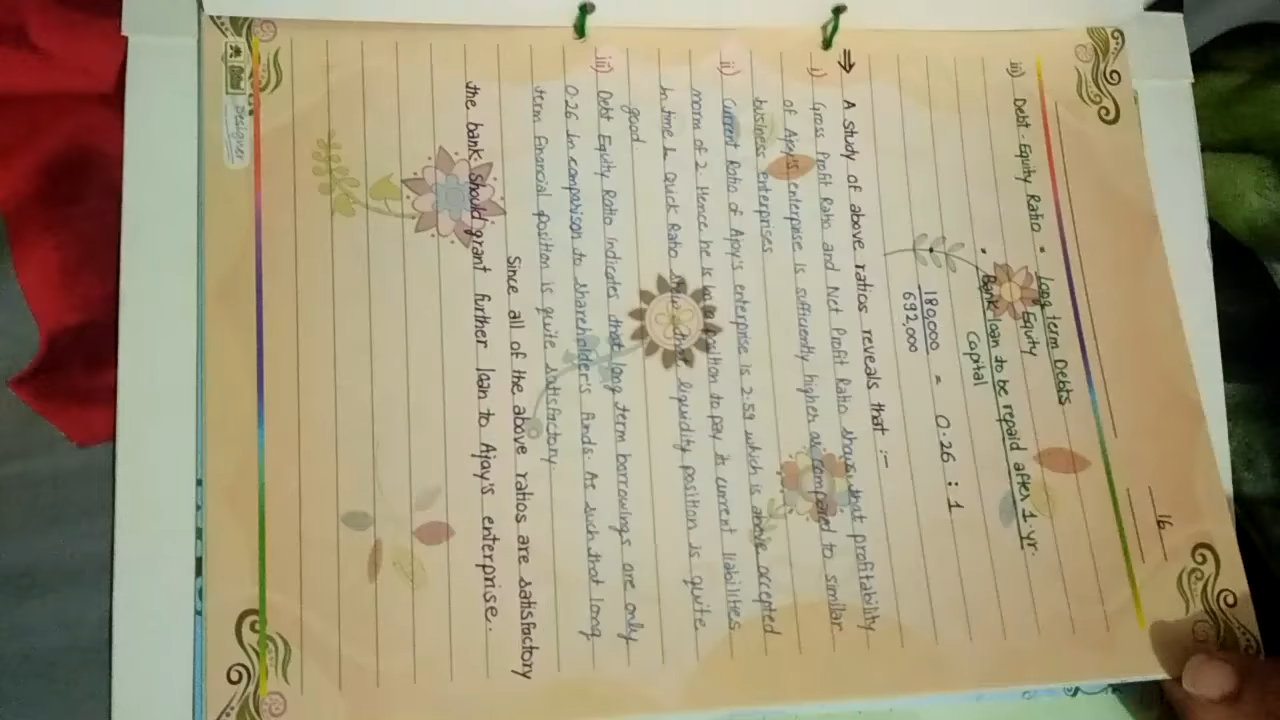 16
iii) Debt-Equity Ratio = Long term Debts
Equity
= Bank loan to be repaid after 1 yr.
Capital
180,000 = 0.26 : 1
692,000
⇒ A study of above ratios reveals that :-
i) Gross Profit Ratio and Net Profit Ratio shows that profitability
of Ajay's enterprise is sufficiently higher as compared to similar
business enterprises
ii) Current Ratio of Ajay's enterprise is 2.59 which is above accepted
norm of 2. Hence he is in a position to pay its current liabilities
in time & Quick Ratio show that liquidity position is quite
good.
iii) Debt Equity Ratio indicates that long term borrowings are only
0.26 in comparison to shareholder's funds. As such that long
term financial position is quite satisfactory.
Since all of the above ratios are satisfactory
the bank should grant further loan to Ajay's enterprise.
Designer